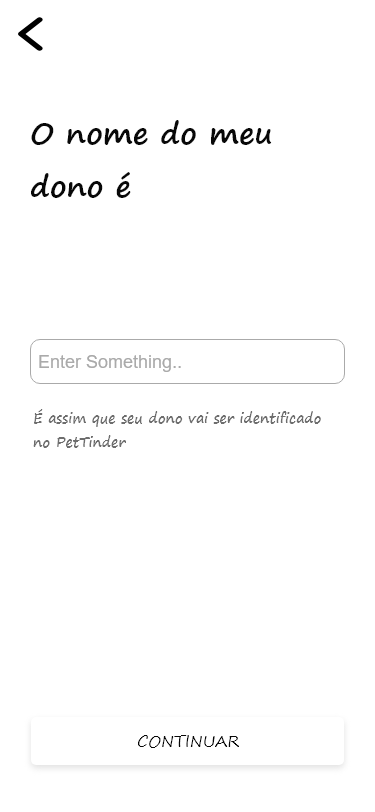 O nome do meu
dono é
Enter Something..
É assim que seu dono vai ser identificado
no PetTinder
CONTINUAR